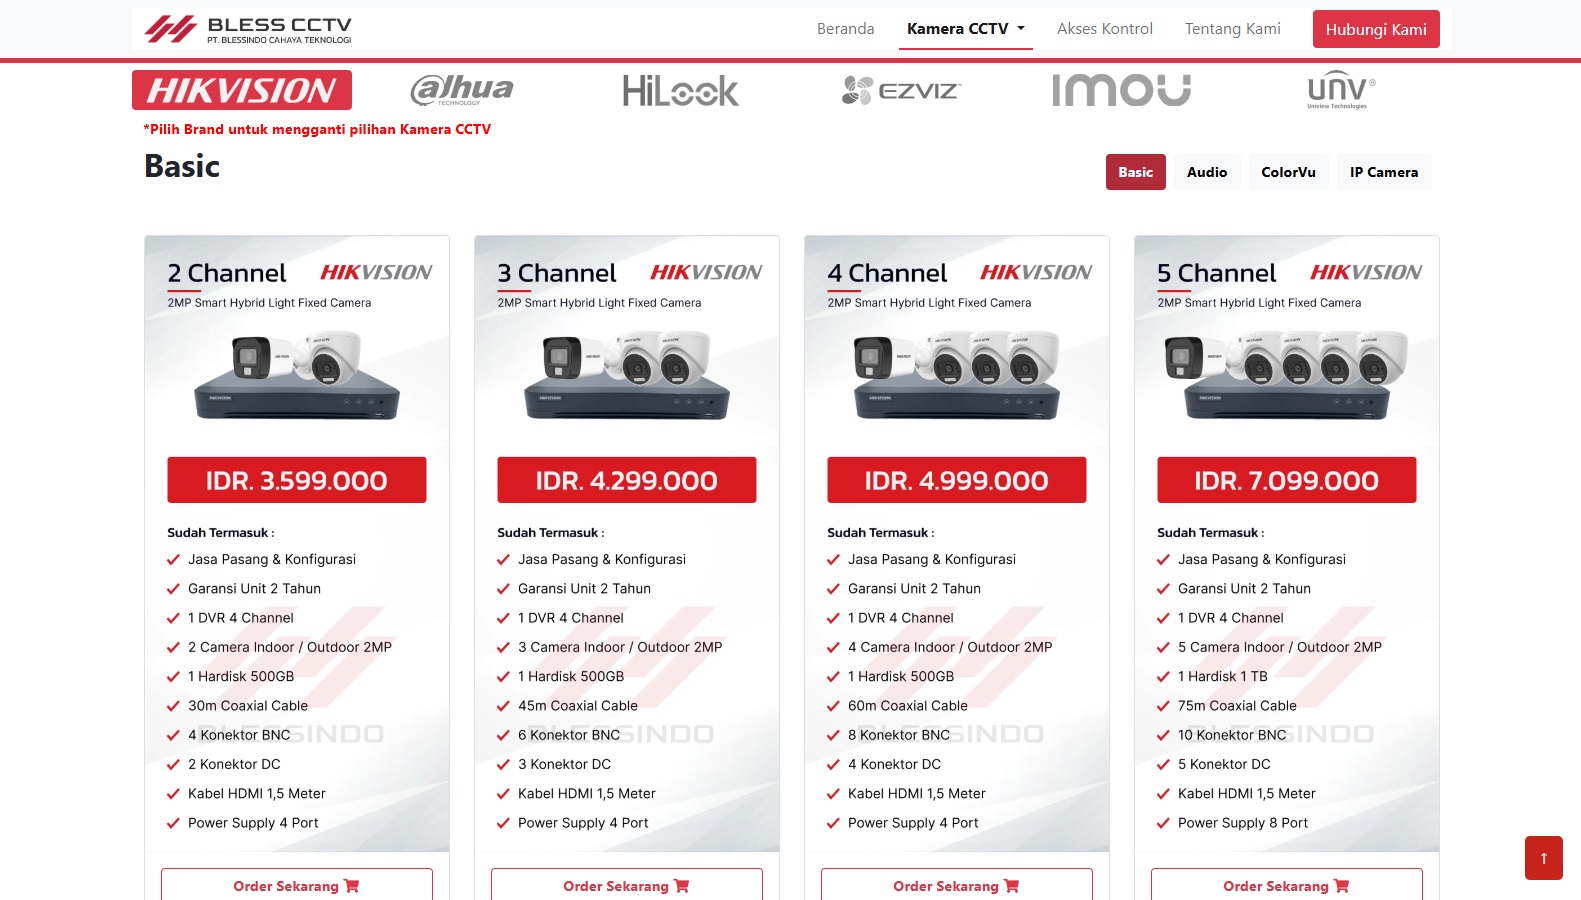 BLESS CCTV
PT. BLESSINDO CAHAYA TEKNOLOGI
Beranda
Kamera CCTV
Akses Kontrol
Tentang Kami
Hubungi Kami
HIKVISION
alhua
TECHNOLOGY
HiLook
EZVIZ
imou
unv®
Uniview Technologies
*Pilih Brand untuk mengganti pilihan Kamera CCTV
Basic
Basic
Audio
ColorVu
IP Camera
2 Channel
HIKVISION
2MP Smart Hybrid Light Fixed Camera
IDR. 3.599.000
Sudah Termasuk :
Jasa Pasang & Konfigurasi
Garansi Unit 2 Tahun
1 DVR 4 Channel
2 Camera Indoor / Outdoor 2MP
1 Hardisk 500GB
30m Coaxial Cable
4 Konektor BNC
2 Konektor DC
Kabel HDMI 1,5 Meter
Power Supply 4 Port
BLESSINDO
Order Sekarang
3 Channel
HIKVISION
2MP Smart Hybrid Light Fixed Camera
IDR. 4.299.000
Sudah Termasuk :
Jasa Pasang & Konfigurasi
Garansi Unit 2 Tahun
1 DVR 4 Channel
3 Camera Indoor / Outdoor 2MP
1 Hardisk 500GB
45m Coaxial Cable
6 Konektor BNC
3 Konektor DC
Kabel HDMI 1,5 Meter
Power Supply 4 Port
BLESSINDO
Order Sekarang
4 Channel
HIKVISION
2MP Smart Hybrid Light Fixed Camera
IDR. 4.999.000
Sudah Termasuk :
Jasa Pasang & Konfigurasi
Garansi Unit 2 Tahun
1 DVR 4 Channel
4 Camera Indoor / Outdoor 2MP
1 Hardisk 500GB
60m Coaxial Cable
8 Konektor BNC
4 Konektor DC
Kabel HDMI 1,5 Meter
Power Supply 4 Port
BLESSINDO
Order Sekarang
5 Channel
HIKVISION
2MP Smart Hybrid Light Fixed Camera
IDR. 7.099.000
Sudah Termasuk :
Jasa Pasang & Konfigurasi
Garansi Unit 2 Tahun
1 DVR 4 Channel
5 Camera Indoor / Outdoor 2MP
1 Hardisk 1 TB
75m Coaxial Cable
10 Konektor BNC
5 Konektor DC
Kabel HDMI 1,5 Meter
Power Supply 8 Port
BLESSINDO
Order Sekarang